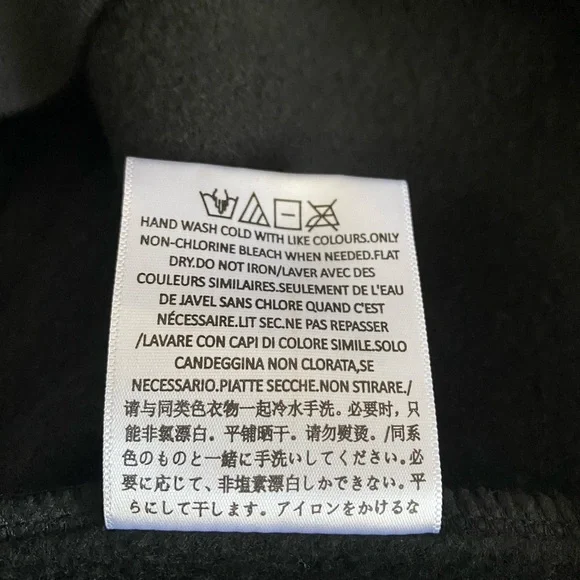 HAND WASH COLD WITH LIKE COLOURS.ONLY
NON-CHLORINE BLEACH WHEN NEEDED.FLAT
DRY.DO NOT IRON/LAVER AVEC DES
COULEURS SIMILAIRES.SEULEMENT DE L'EAU
DE JAVEL SANS CHLORE QUAND C'EST
NÉCESSAIRE.LIT SEC.NE PAS REPASSER
/LAVARE CON CAPI DI COLORE SIMILE.SOLO
CANDEGGINA NON CLORATA,SE
NECESSARIO.PIATTE SECCHE.NON STIRARE./
请与同类色衣物一起冷水手洗。必要时，只
能非氯漂白。平铺晒干。请勿熨烫。/同系
色のものと一緒に手洗いしてください。必
要に応じて、非塩素漂白しかできない。平
らにして干します。アイロンをかけるな